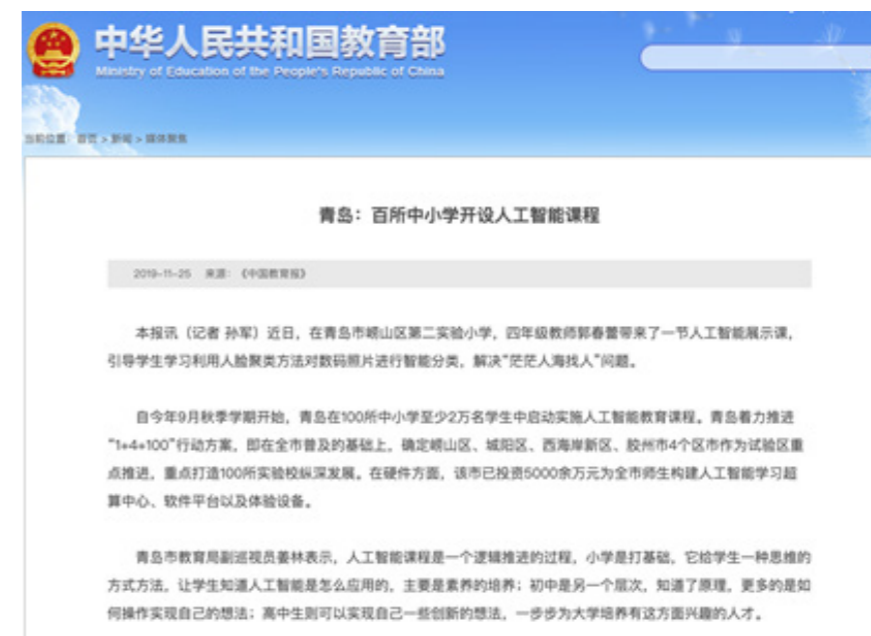 中华人民共和国教育部
Ministry of Education of the People's Republic of China
当前位置: 首页 > 新闻 > 媒体聚焦
青岛：百所中小学开设人工智能课程
2019-11-25 来源：《中国教育报》
本报讯（记者 孙军）近日，在青岛市崂山区第二实验小学，四年级教师郭春蕾带来了一节人工智能展示课，
引导学生学习利用人脸聚类方法对数码照片进行智能分类，解决“茫茫人海找人”问题。
自今年9月秋季学期开始，青岛在100所中小学至少2万名学生中启动实施人工智能教育课程。青岛着力推进
“1+4+100”行动方案，即在全市普及的基础上，确定崂山区、城阳区、西海岸新区、胶州市4个区市作为试验区重
点推进，重点打造100所实验校纵深发展。在硬件方面，该市已投资5000余万元为全市师生构建人工智能学习超
算中心、软件平台以及体验设备。
青岛市教育局副巡视员姜林表示，人工智能课程是一个逻辑推进的过程，小学是打基础，它给学生一种思维的
方式方法，让学生知道人工智能是怎么应用的，主要是素养的培养；初中是另一个层次，知道了原理，更多的是如
何操作实现自己的想法；高中生则可以实现自己一些创新的想法，一步步为大学培养有这方面兴趣的人才。